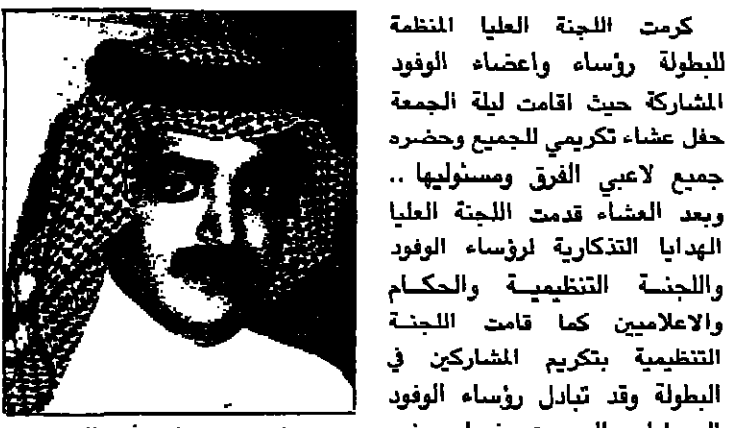 كرمت اللجنة العليا المنظمة
للبطولة رؤساء واعضاء الوفود
المشاركة حيث اقامت ليلة الجمعة
حفل عشاء تكريمي للجميع وحضره
جميع لاعبي الفرق ومسئوليها ..
وبعد العشاء قدمت اللجنة العليا
الهدايا التذكارية لرؤساء الوفود
واللجنة التنظيمية والحكام
والاعلاميين كما قامت اللجنة
التنظيمية بتكريم المشاركين في
البطولة وقد تبادل رؤساء الوفود